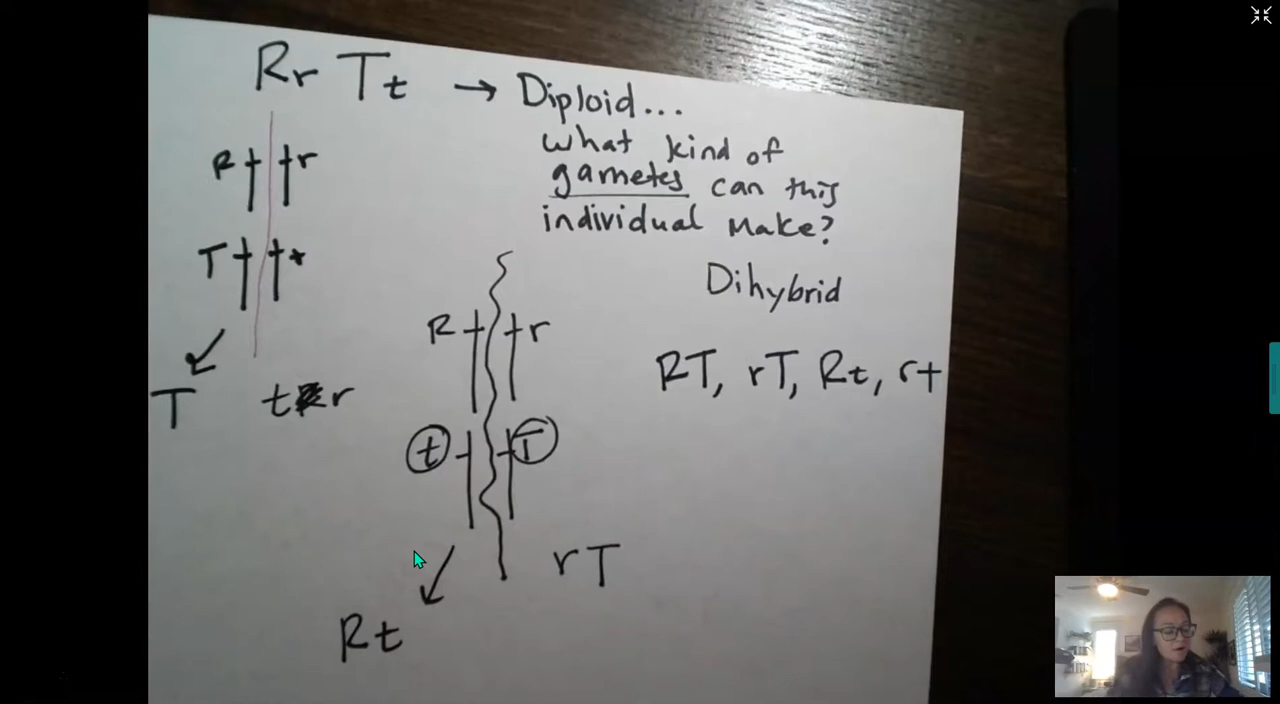 Rr Tt → Diploid...
What kind of
gametes can this
individual make?
Dihybrid
R r
T t
T t r
R r
t T
Rt rT
RT, rT, Rt, rt